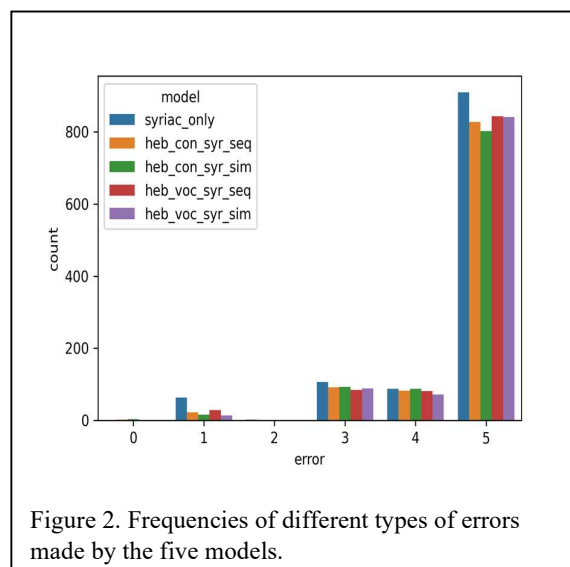 model
syriac_only
heb_con_syr_seq
heb_con_syr_sim
heb_voc_syr_seq
heb_voc_syr_sim
count
800
600
400
200
0
0 1 2 3 4 5
error
Figure 2. Frequencies of different types of errors
made by the five models.